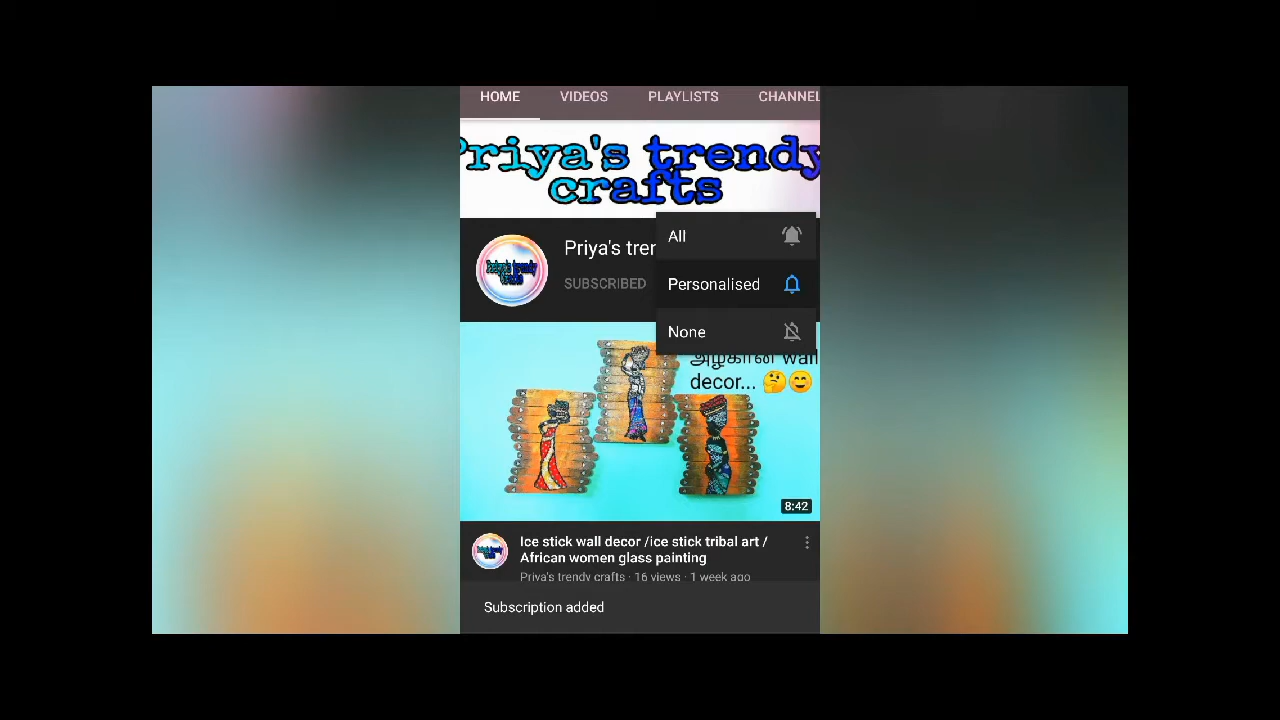 HOME VIDEOS PLAYLISTS CHANNEL
Priya's trendy
crafts
All
Priya's tren
Personalised
SUBSCRIBED
None
அழகான wall
decor... 🤔😊
8:42
Ice stick wall decor /ice stick tribal art /
African women glass painting
Priya's trendy crafts · 16 views · 1 week ago
Subscription added